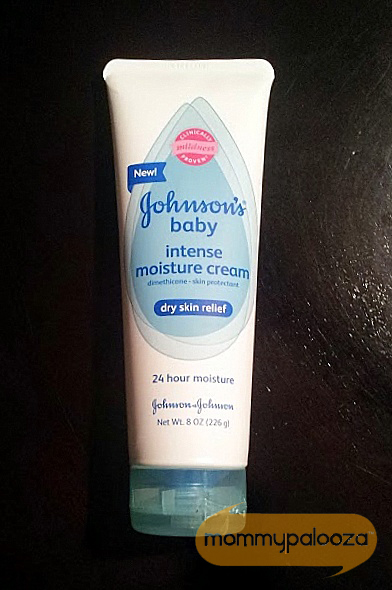 CLINICALLY
mildness
PROVEN
New!
Johnson's
baby
intense
moisture cream
dimethicone - skin protectant
dry skin relief
24 hour moisture
Johnson & Johnson
Net Wt. 8 OZ (226 g)
mommypalooza